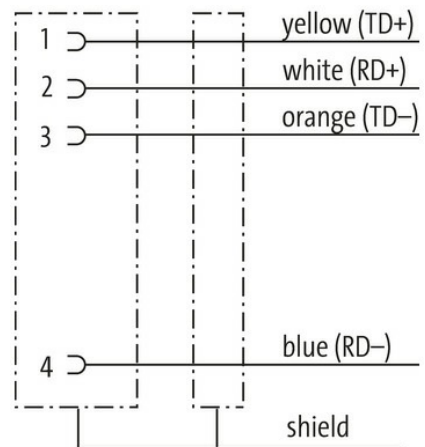 1 yellow (TD+)
2 white (RD+)
3 orange (TD–)
4 blue (RD–)
shield